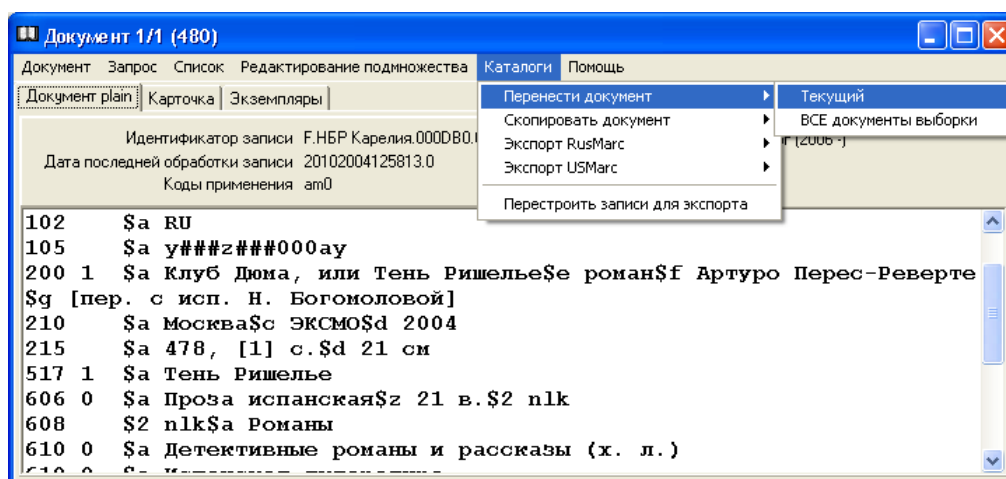 Документ 1/1 (480)
Документ Запрос Список Редактирование подмножества Каталоги Помощь
Документ plain Карточка Экземпляры
Перенести документ
Текущий
Скопировать документ
ВСЕ документы выборки
Экспорт RusMarc
Экспорт USMarc
Перестроить записи для экспорта
Идентификатор записи F.НБР Карелия.000DB0.
(2006 -)
Дата последней обработки записи 20102004125813.0
Коды применения am0
102 $a RU
105 $a y###z###000ay
200 1 $a Клуб Дюма, или Тень Ришелье$e роман$f Артуро Перес-Реверте
$g [пер. с исп. Н. Богомоловой]
210 $a Москва$c ЭКСМО$d 2004
215 $a 478, [1] с.$d 21 см
517 1 $a Тень Ришелье
606 0 $a Проза испанская$z 21 в.$2 nlk
608 $2 nlk$a Романы
610 0 $a Детективные романы и рассказы (х. л.)